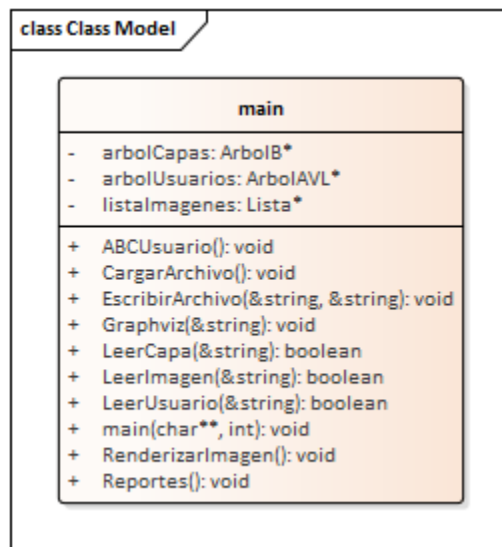 class Class Model
main
- arbolCapas: ArbolB*
- arbolUsuarios: ArbolAVL*
- listaImagenes: Lista*
+ ABCUsuario(): void
+ CargarArchivo(): void
+ EscribirArchivo(&string, &string): void
+ Graphviz(&string): void
+ LeerCapa(&string): boolean
+ LeerImagen(&string): boolean
+ LeerUsuario(&string): boolean
+ main(char**, int): void
+ RenderizarImagen(): void
+ Reportes(): void